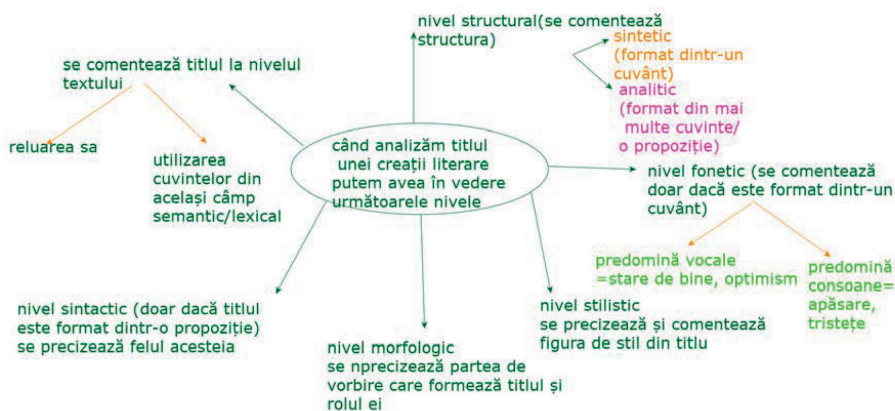 nivel structural(se comentează
structura)
sintetic
(format dintr-un
cuvânt)
analitic
(format din mai
multe cuvinte/
o propoziție)
se comentează titlul la nivelul
textului
reluarea sa
utilizarea
cuvintelor din
același câmp
semantic/lexical
când analizăm titlul
unei creații literare
putem avea în vedere
următoarele nivele
nivel fonetic (se comentează
doar dacă este format dintr-un
cuvânt)
predomină vocale
=stare de bine, optimism
predomină
consoane=
apăsare,
tristețe
nivel sintactic (doar dacă titlul
este format dintr-o propoziție)
se precizează felul acesteia
nivel morfologic
se nprecizează partea de
vorbire care formează titlul și
rolul ei
nivel stilistic
se precizează și comentează
figura de stil din titlu